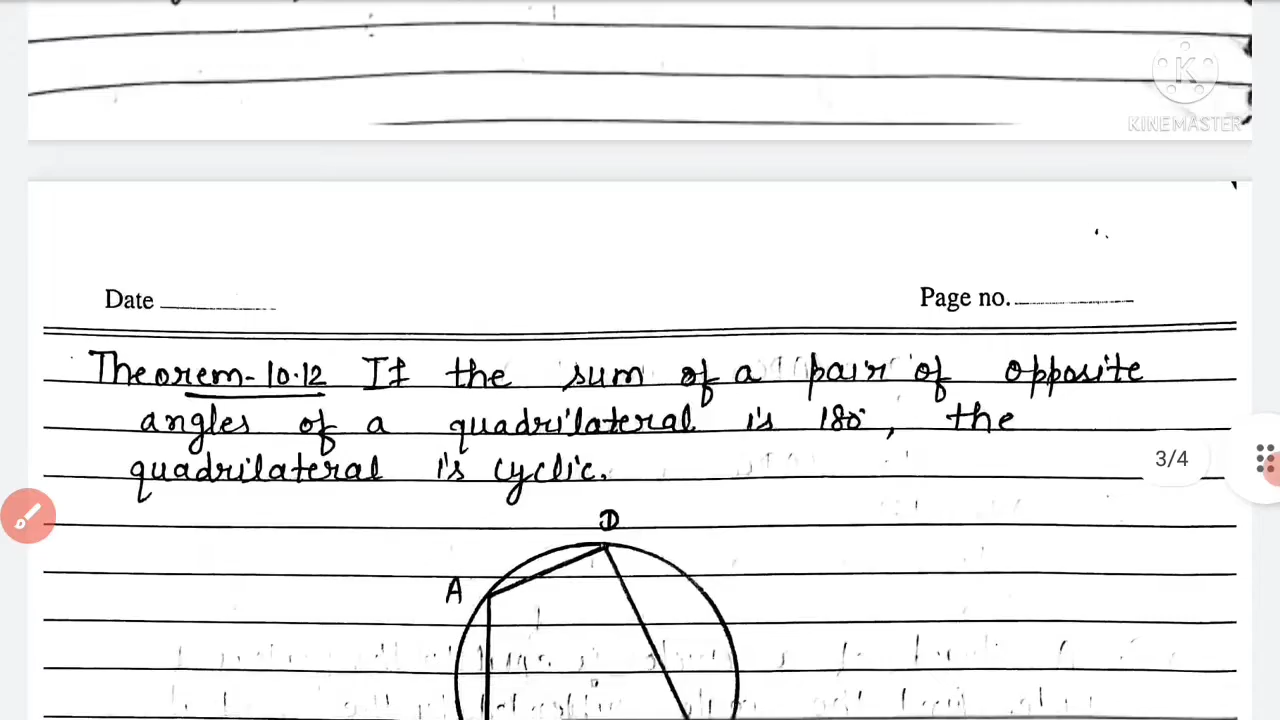 KINEMASTER
Date
Page no.
Theorem-10.12 If the sum of a pair of opposite
angles of a quadrilateral is 180°, the
quadrilateral is cyclic.
3/4
D
A